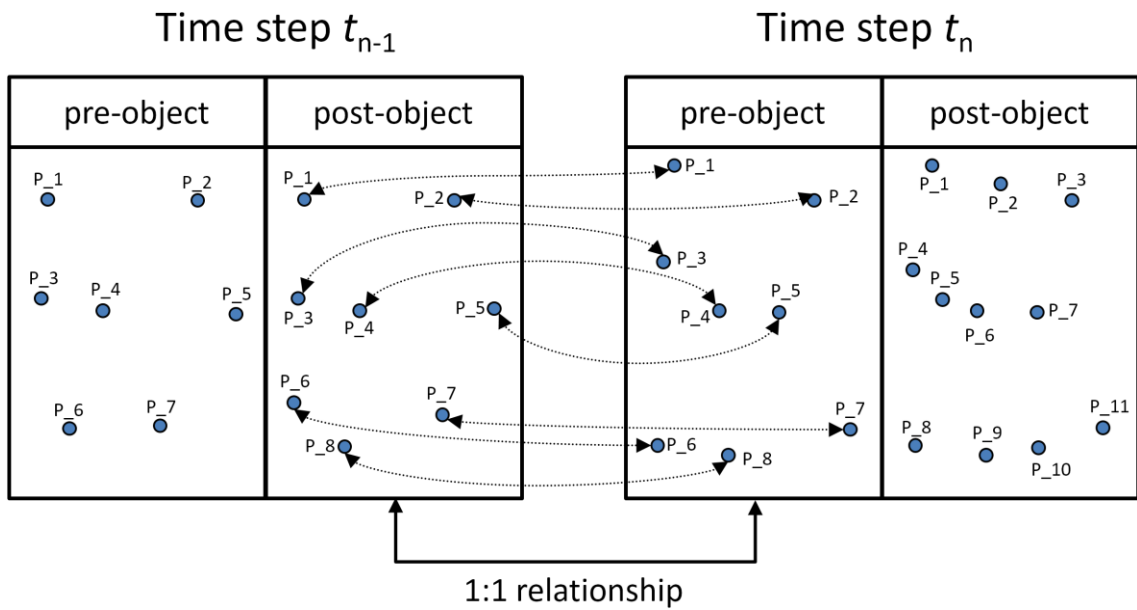 Time step tn-1
Time step tn
pre-object
post-object
pre-object
post-object
P_1
P_2
P_3
P_4
P_5
P_6
P_7
P_1
P_2
P_3
P_4
P_5
P_6
P_7
P_8
P_1
P_2
P_3
P_4
P_5
P_7
P_6
P_8
P_1
P_2
P_3
P_4
P_5
P_6
P_7
P_8
P_9
P_10
P_11
1:1 relationship